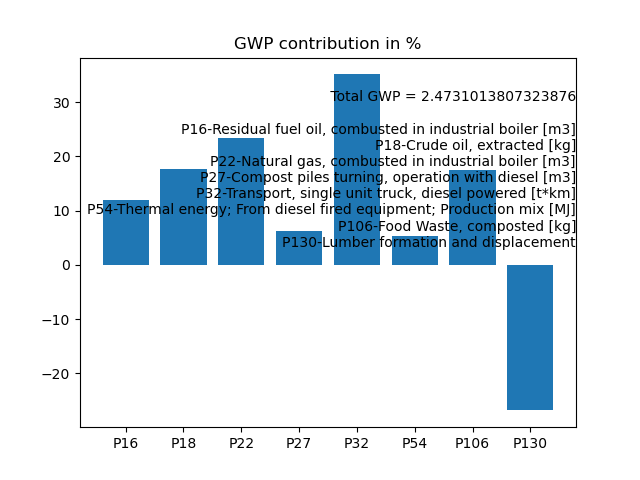 GWP contribution in %
Total GWP = 2.4731013807323876
P16-Residual fuel oil, combusted in industrial boiler [m3]
P18-Crude oil, extracted [kg]
P22-Natural gas, combusted in industrial boiler [m3]
P27-Compost piles turning, operation with diesel [m3]
P32-Transport, single unit truck, diesel powered [t*km]
P54-Thermal energy; From diesel fired equipment; Production mix [MJ]
P106-Food Waste, composted [kg]
P130-Lumber formation and displacement
30
20
10
0
−10
−20
P16 P18 P22 P27 P32 P54 P106 P130